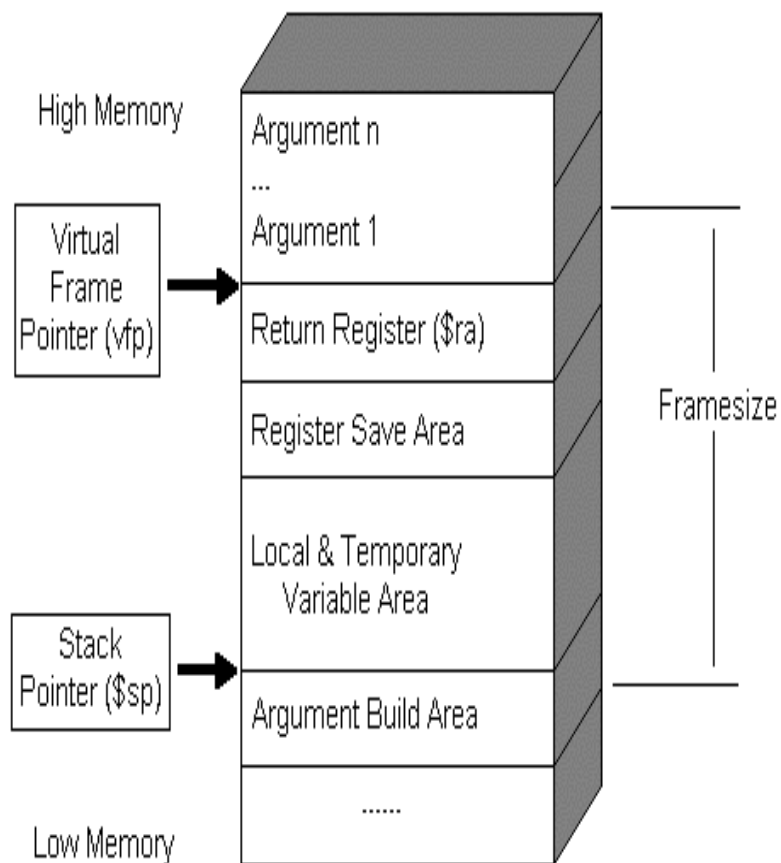 High Memory
Argument n
...
Argument 1
Virtual
Frame
Pointer (vfp)
Return Register ($ra)
Register Save Area
Framesize
Local & Temporary
Variable Area
Stack
Pointer ($sp)
Argument Build Area
......
Low Memory